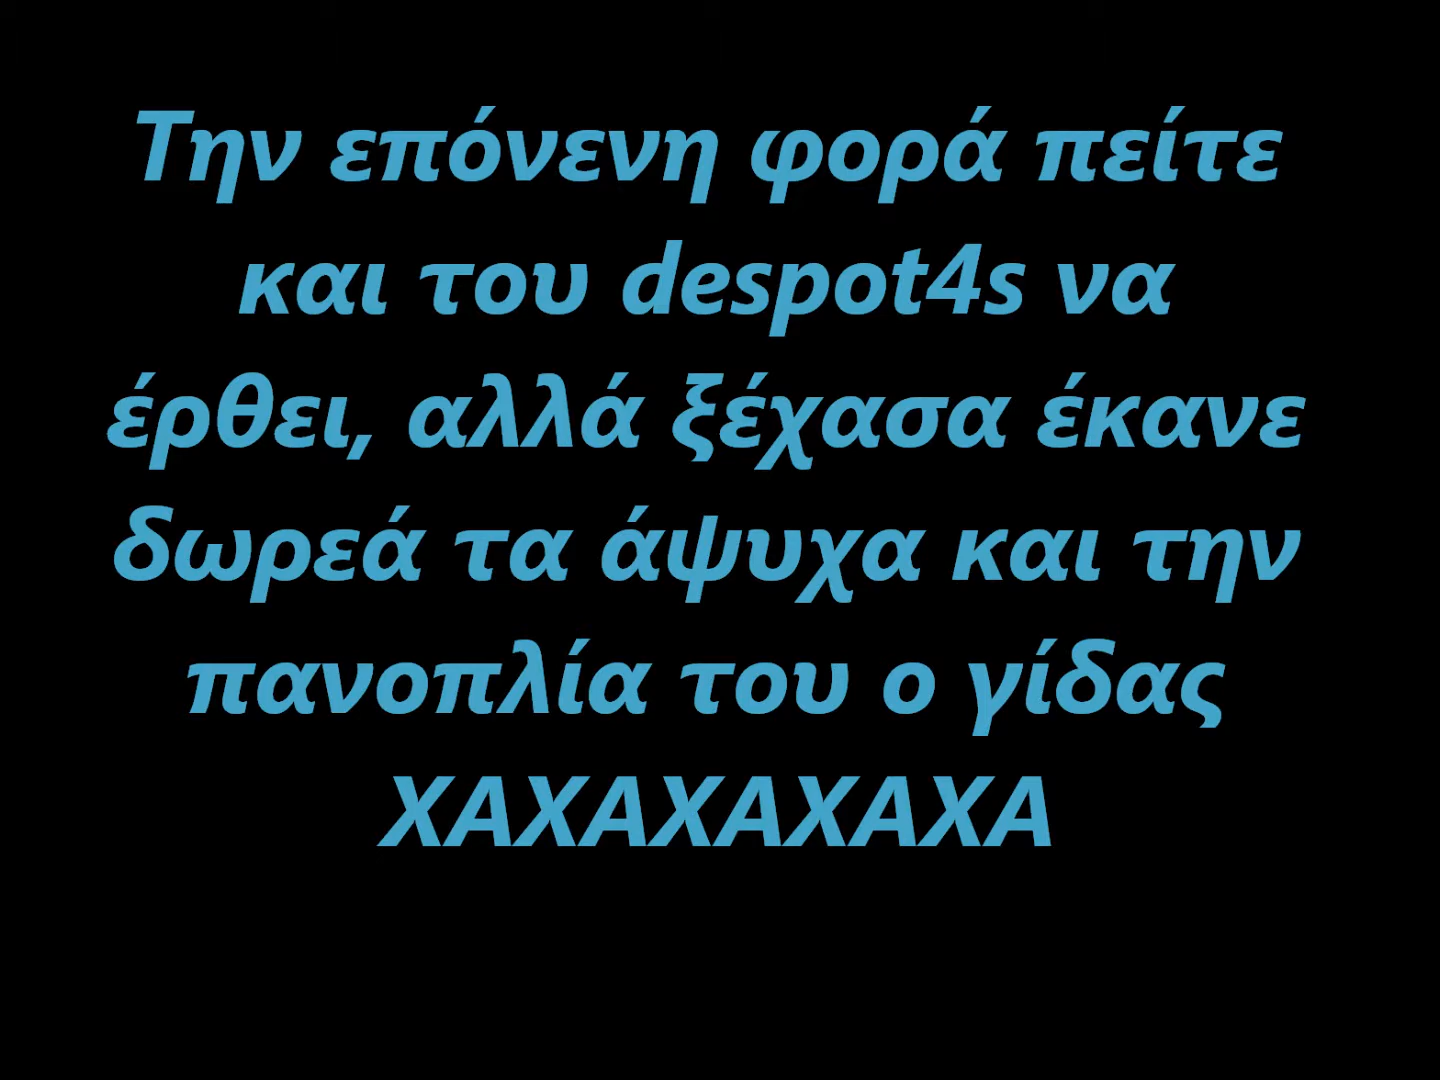 Την επόνενη φορά πείτε
και του despot4s να
έρθει, αλλά ξέχασα έκανε
δωρεά τα άψυχα και την
πανοπλία του ο γίδας
ΧΑΧΑΧΑΧΑΧΑ